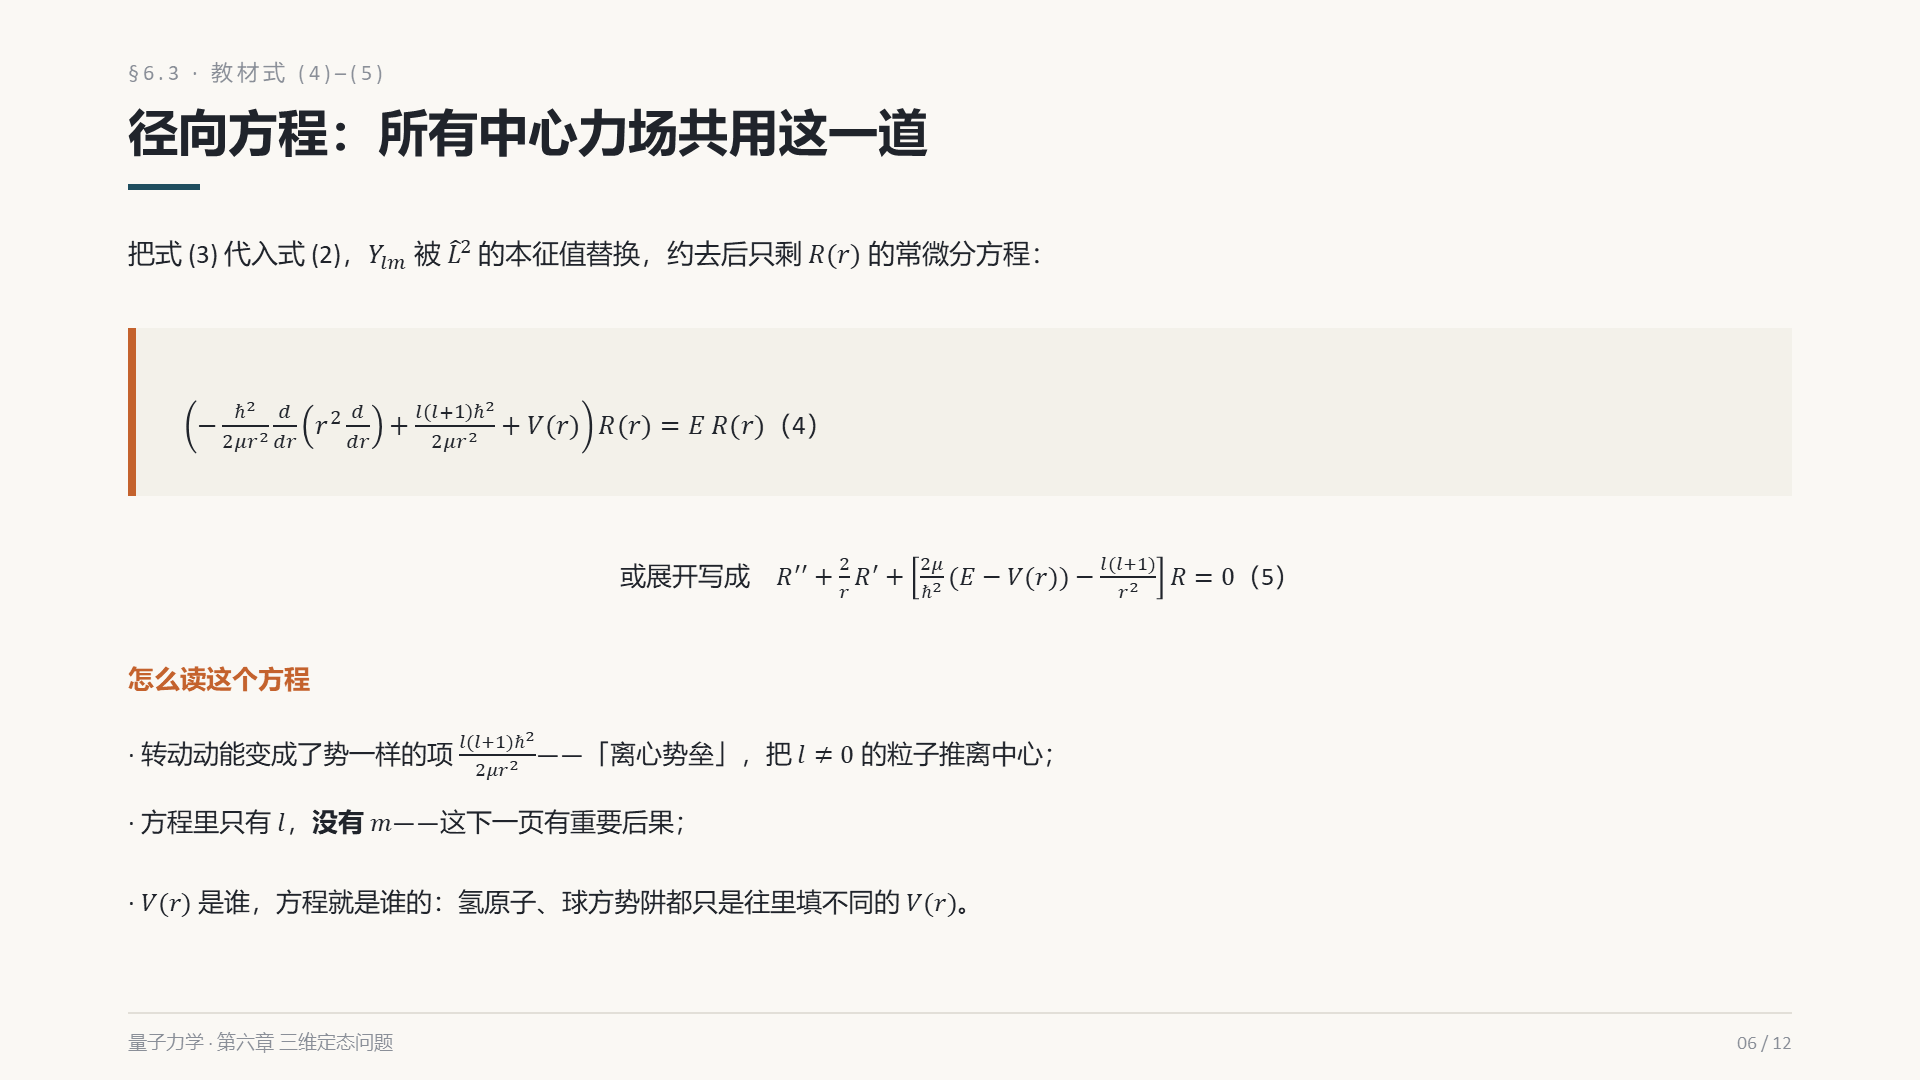 §6.3 · 教材式 (4)–(5)
径向方程：所有中心力场共用这一道
把式 (3) 代入式 (2)，Y_{lm} 被 L̂² 的本征值替换，约去后只剩 R(r) 的常微分方程：
(−\frac{ħ²}{2μr²}\frac{d}{dr}(r²\frac{d}{dr})+\frac{l(l+1)ħ²}{2μr²}+V(r))R(r) = E R(r)（4）
或展开写成 R′′+\frac{2}{r}R′+[\frac{2μ}{ħ²}(E−V(r))−\frac{l(l+1)}{r²}]R = 0（5）
怎么读这个方程
· 转动动能变成了势一样的项 \frac{l(l+1)ħ²}{2μr²}——「离心势垒」，把 l ≠ 0 的粒子推离中心；
· 方程里只有 l，没有 m——这下一页有重要后果；
· V(r) 是谁，方程就是谁的：氢原子、球方势阱都只是往里填不同的 V(r)。
量子力学 · 第六章 三维定态问题
06 / 12